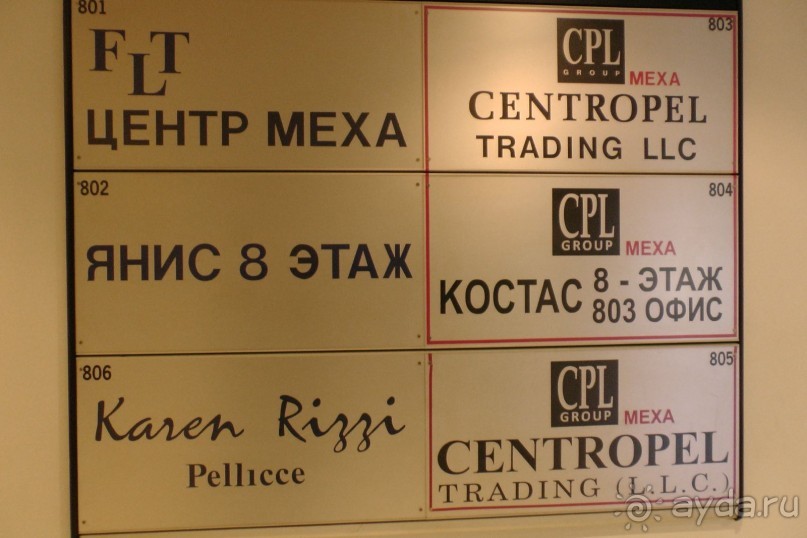 801
FLT
ЦЕНТР МЕХА
803
CPL
GROUP
МЕХА
CENTROPEL
TRADING LLC
802
ЯНИС 8 ЭТАЖ
804
CPL
GROUP
МЕХА
КОСТАС 8 - ЭТАЖ
803 ОФИС
806
Karen Rizzi
Pellicce
805
CPL
GROUP
МЕХА
CENTROPEL
TRADING (L.L.C.)
ayda.ru